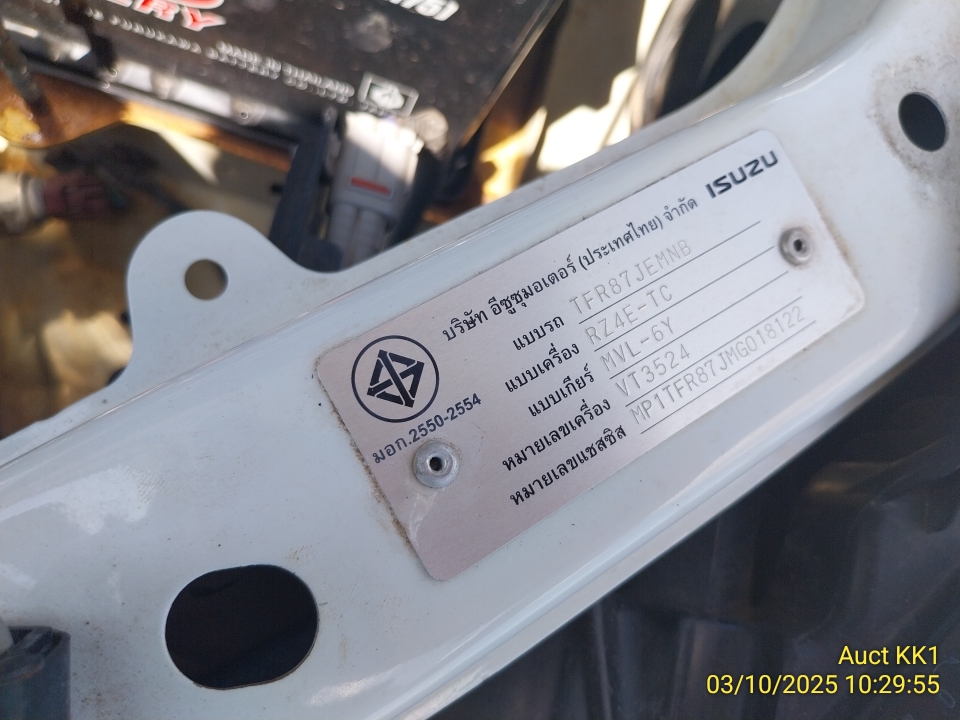 MADE IN THAILAND
ISUZU
บริษัท อีซูซุมอเตอร์ (ประเทศไทย) จำกัด
แบบรถ TFR87JEMNB
แบบเครื่อง RZ4E-TC
แบบเกียร์ MVL-6Y
หมายเลขเครื่อง VT3524
หมายเลขแชสซิส MP1TFR87JMG018122
มอก.2550-2554
Auct KK1
03/10/2025 10:29:55